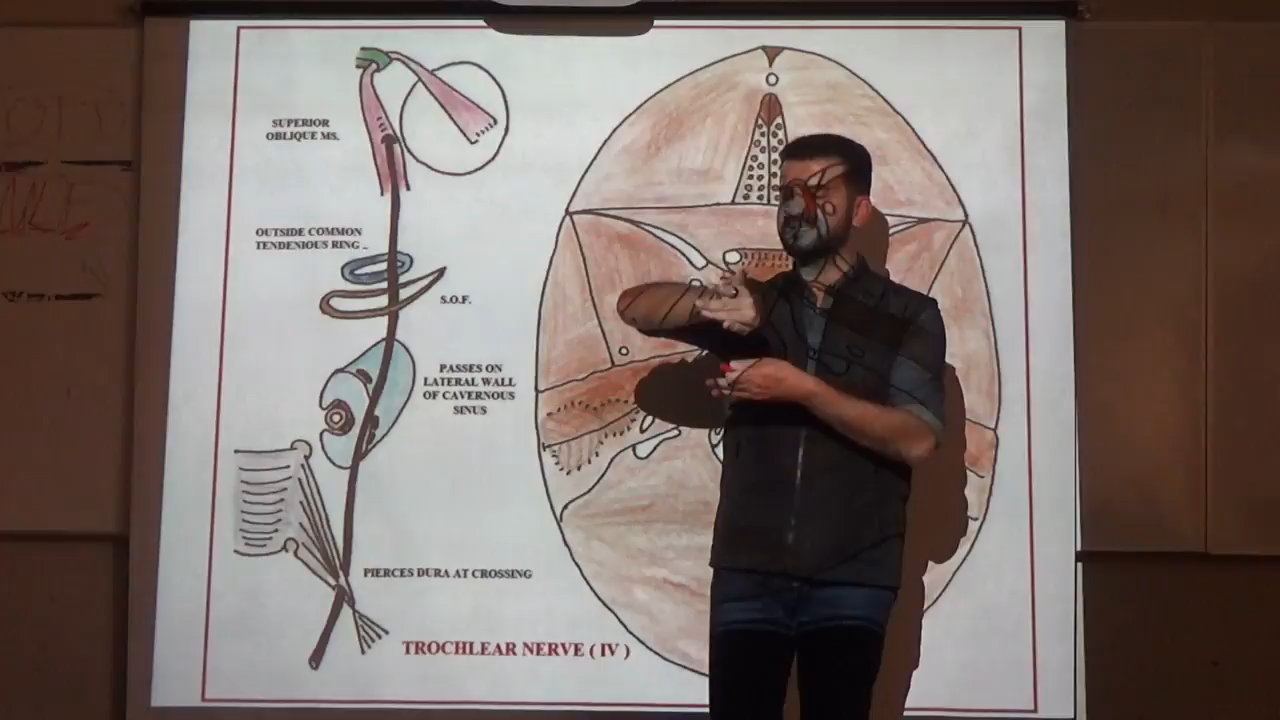 SUPERIOR
OBLIQUE MS.
OUTSIDE COMMON
TENDENIOUS RING _
S.O.F.
PASSES ON
LATERAL WALL
OF CAVERNOUS
SINUS
PIERCES DURA AT CROSSING
TROCHLEAR NERVE ( IV )